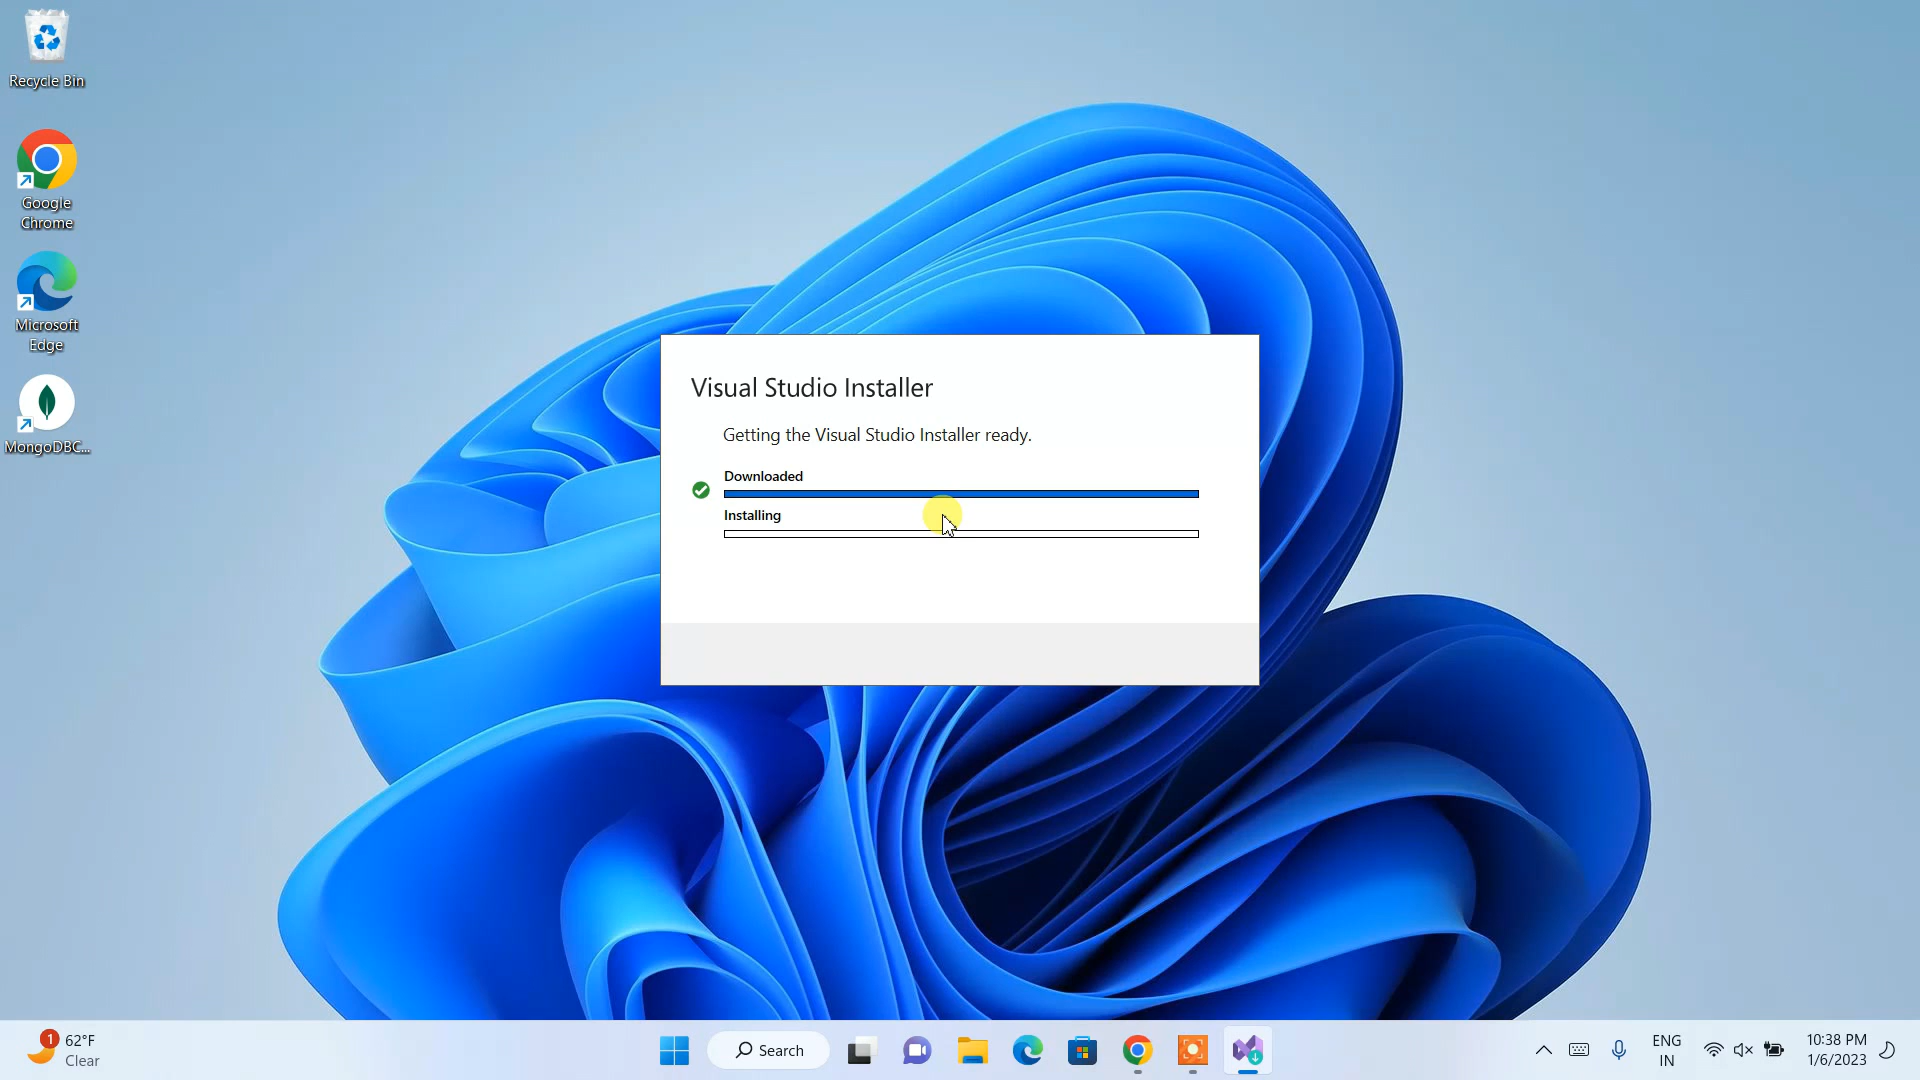 Recycle Bin
Google
Chrome
Microsoft
Edge
MongoDBC...
Visual Studio Installer
Getting the Visual Studio Installer ready.
Downloaded
Installing
1
62°F
Clear
Search
ENG
IN
10:38 PM
1/6/2023